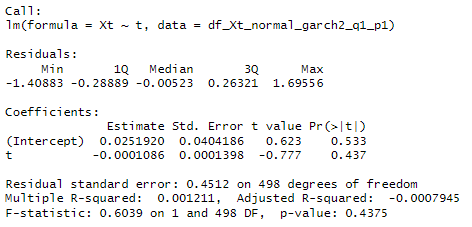 Call:
lm(formula = Xt ~ t, data = df_Xt_normal_garch2_q1_p1)
Residuals:
Min 1Q Median 3Q Max
-1.40883 -0.28889 -0.00523 0.26321 1.69556
Coefficients:
Estimate Std. Error t value Pr(>|t|)
(Intercept) 0.0251920 0.0404186 0.623 0.533
t -0.0001086 0.0001398 -0.777 0.437
Residual standard error: 0.4512 on 498 degrees of freedom
Multiple R-squared: 0.001211, Adjusted R-squared: -0.0007945
F-statistic: 0.6039 on 1 and 498 DF, p-value: 0.4375